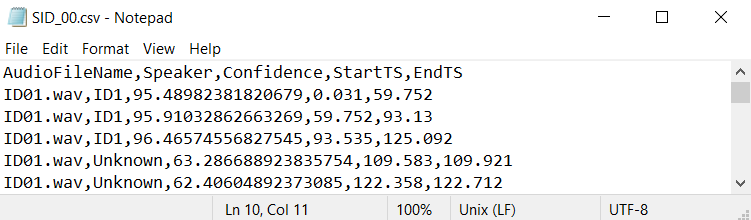 SID_00.csv - Notepad
File Edit Format View Help
AudioFileName,Speaker,Confidence,StartTS,EndTS
ID01.wav,ID1,95.48982381820679,0.031,59.752
ID01.wav,ID1,95.91032862663269,59.752,93.13
ID01.wav,ID1,96.46574556827545,93.535,125.092
ID01.wav,Unknown,63.286688923835754,109.583,109.921
ID01.wav,Unknown,62.40604892373085,122.358,122.712
Ln 10, Col 11 100% Unix (LF) UTF-8